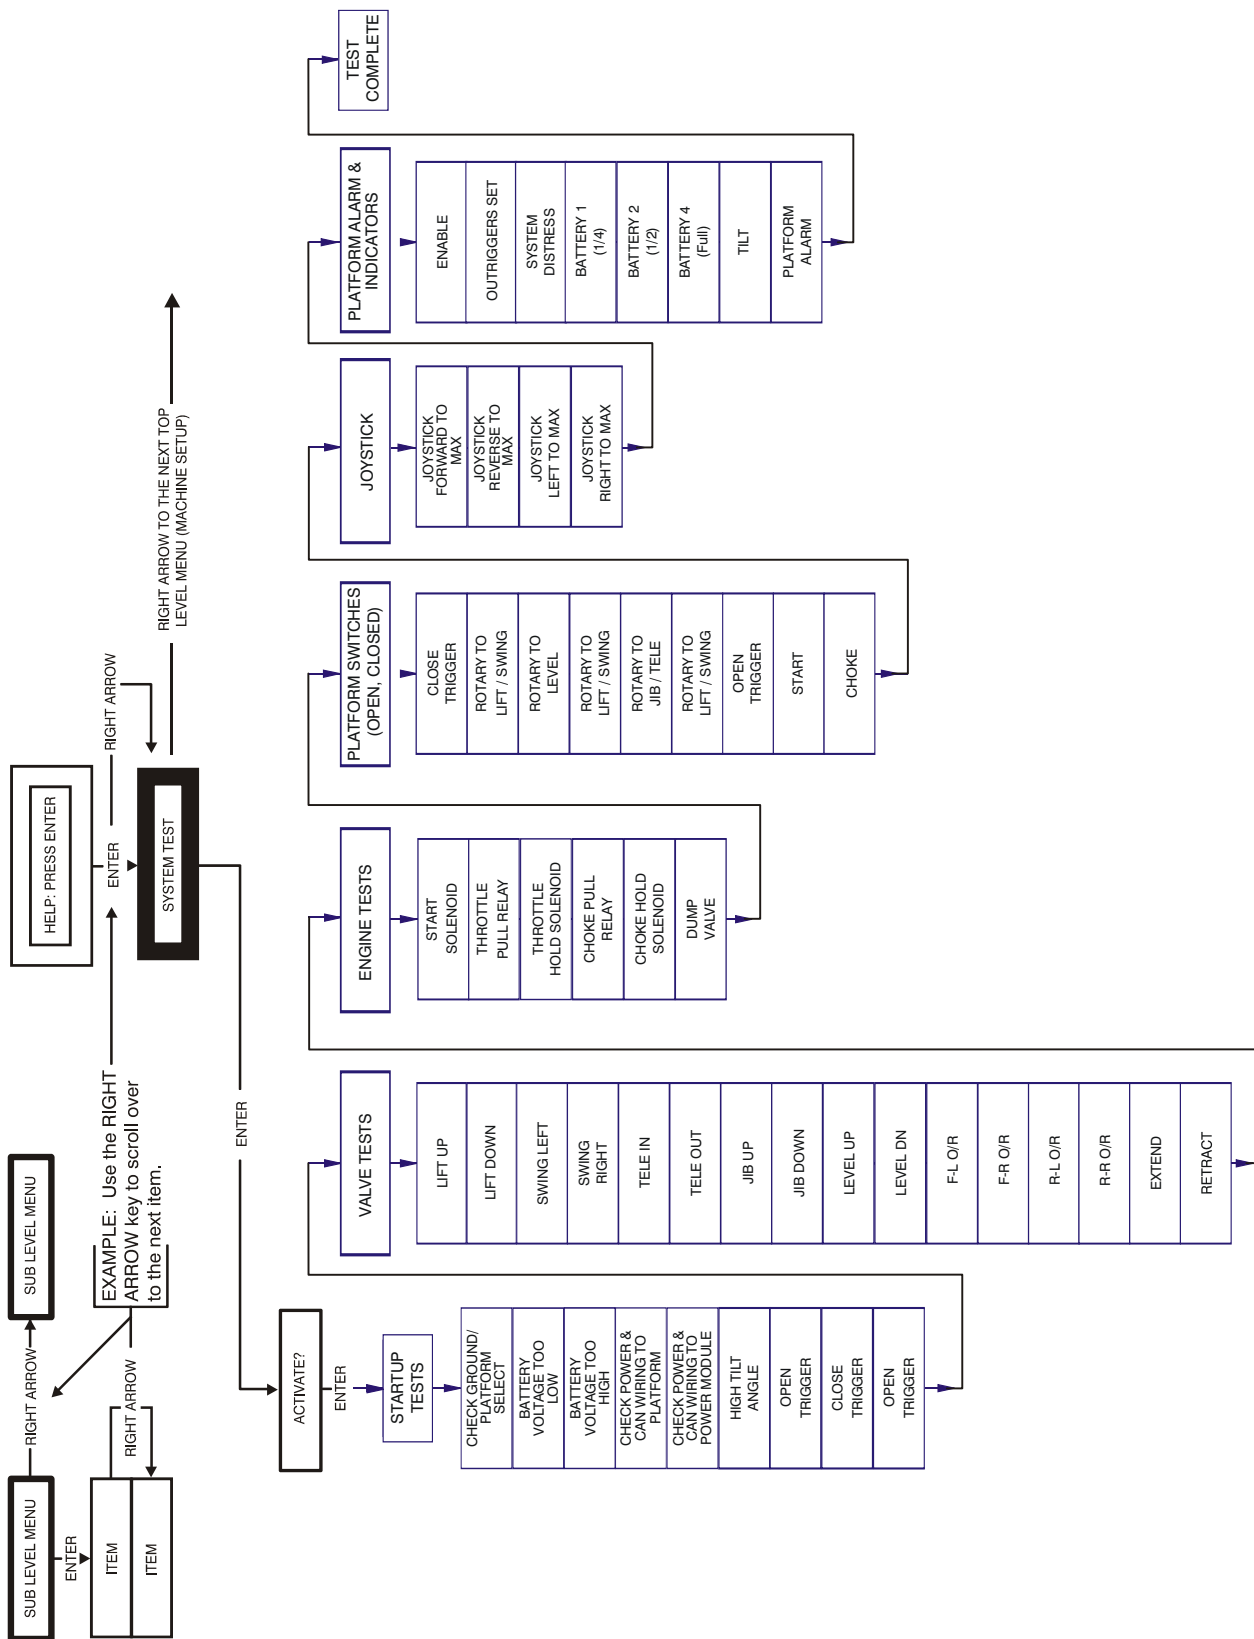 SUB LEVEL MENU
RIGHT ARROW
SUB LEVEL MENU
ENTER
ITEM
ITEM
RIGHT ARROW
EXAMPLE:  Use the RIGHT
ARROW key to scroll over
to the next item.
HELP: PRESS ENTER
ENTER
RIGHT ARROW
SYSTEM TEST
RIGHT ARROW TO THE NEXT TOP
LEVEL MENU (MACHINE SETUP)
ENTER
ACTIVATE?
ENTER
STARTUP
TESTS
CHECK GROUND/
PLATFORM
SELECT
BATTERY
VOLTAGE TOO
LOW
BATTERY
VOLTAGE TOO
HIGH
CHECK POWER &
CAN WIRING TO
PLATFORM
CHECK POWER &
CAN WIRING TO
POWER MODULE
HIGH TILT
ANGLE
OPEN
TRIGGER
CLOSE
TRIGGER
OPEN
TRIGGER
VALVE TESTS
LIFT UP
LIFT DOWN
SWING LEFT
SWING
RIGHT
TELE IN
TELE OUT
JIB UP
JIB DOWN
LEVEL UP
LEVEL DN
F-L O/R
F-R O/R
R-L O/R
R-R O/R
EXTEND
RETRACT
ENGINE TESTS
START
SOLENOID
THROTTLE
PULL RELAY
THROTTLE
HOLD SOLENOID
CHOKE PULL
RELAY
CHOKE HOLD
SOLENOID
DUMP
VALVE
PLATFORM SWITCHES
(OPEN, CLOSED)
CLOSE
TRIGGER
ROTARY TO
LIFT / SWING
ROTARY TO
LEVEL
ROTARY TO
LIFT / SWING
ROTARY TO
JIB / TELE
ROTARY TO
LIFT / SWING
OPEN
TRIGGER
START
CHOKE
JOYSTICK
JOYSTICK
FORWARD TO
MAX
JOYSTICK
REVERSE TO
MAX
JOYSTICK
LEFT TO MAX
JOYSTICK
RIGHT TO MAX
PLATFORM ALARM &
INDICATORS
ENABLE
OUTRIGGERS SET
SYSTEM
DISTRESS
BATTERY 1
(1/4)
BATTERY 2
(1/2)
BATTERY 4
(Full)
TILT
PLATFORM
ALARM
TEST
COMPLETE